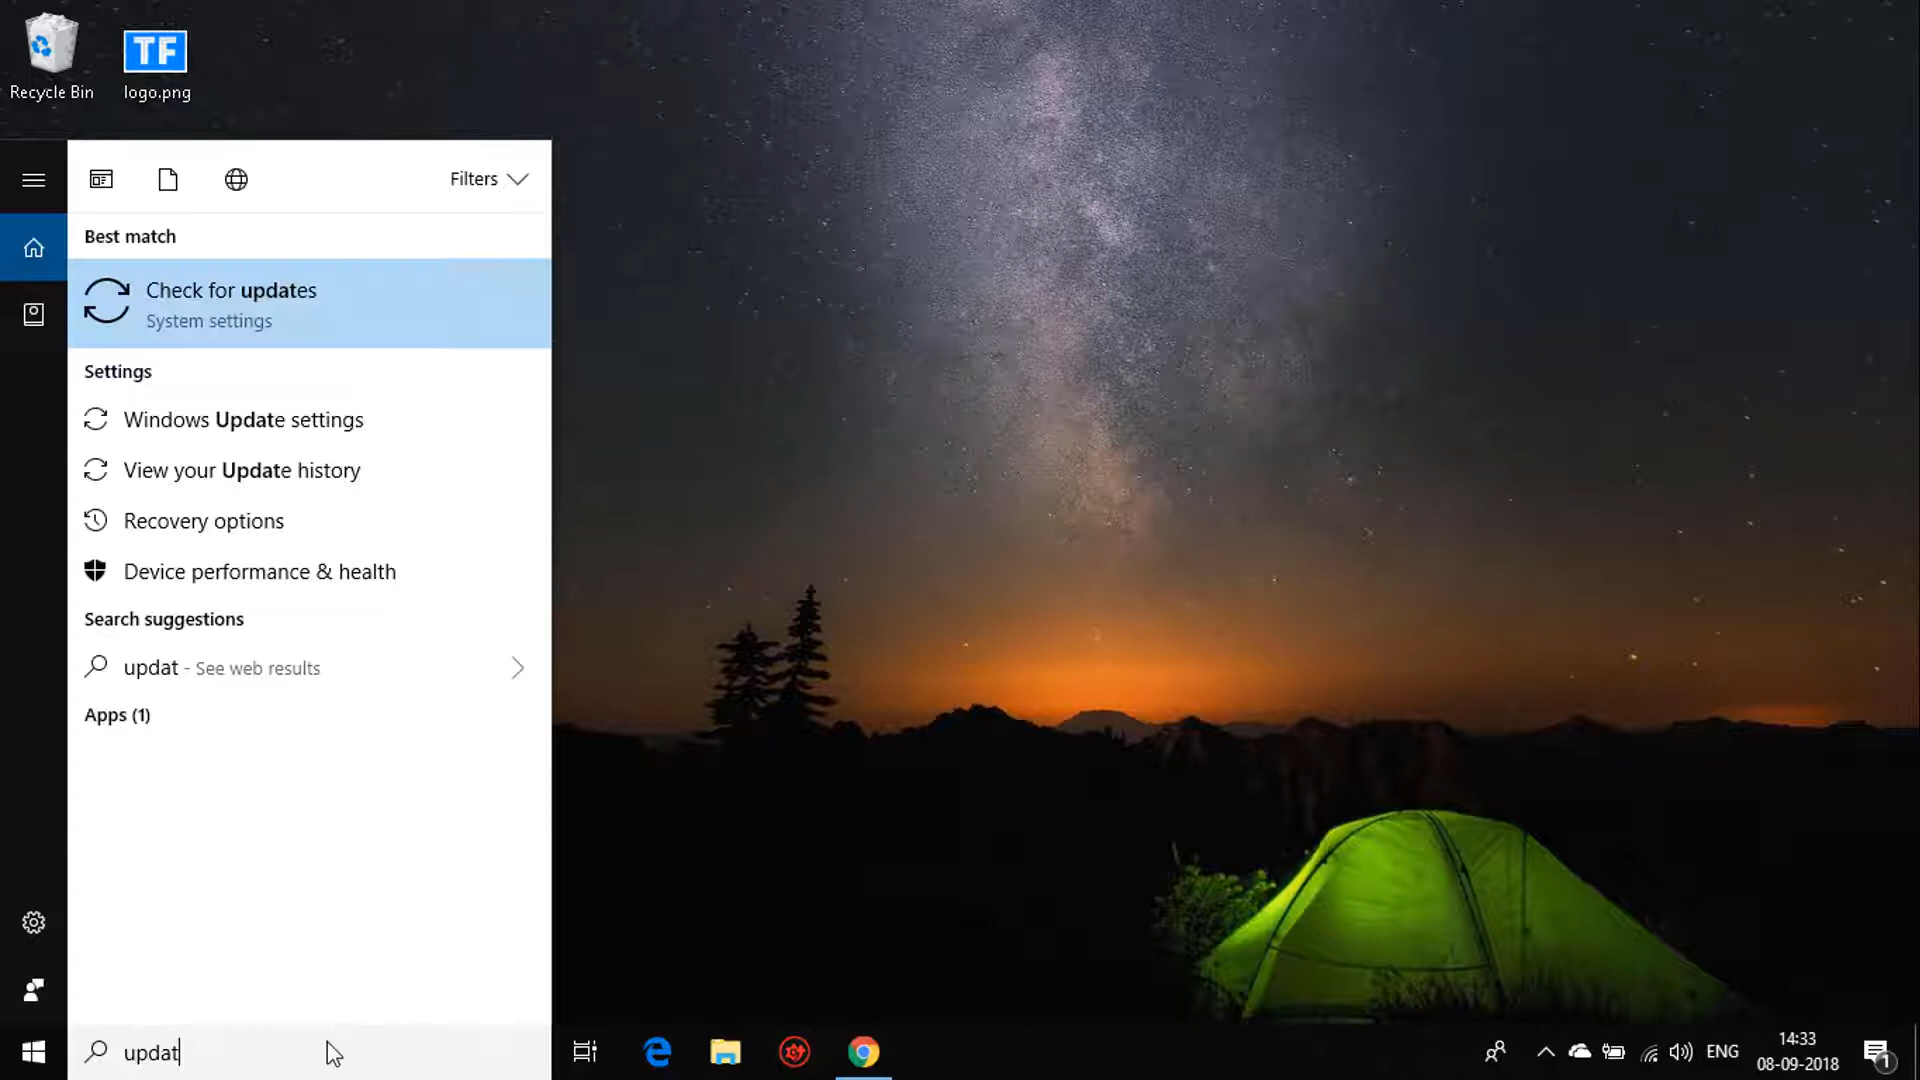 TF
Recycle Bin
logo.png
Filters
Best match
Check for updates
System settings
Settings
Windows Update settings
View your Update history
Recovery options
Device performance & health
Search suggestions
updat - See web results
Apps (1)
updat
ENG
14:33
08-09-2018
1